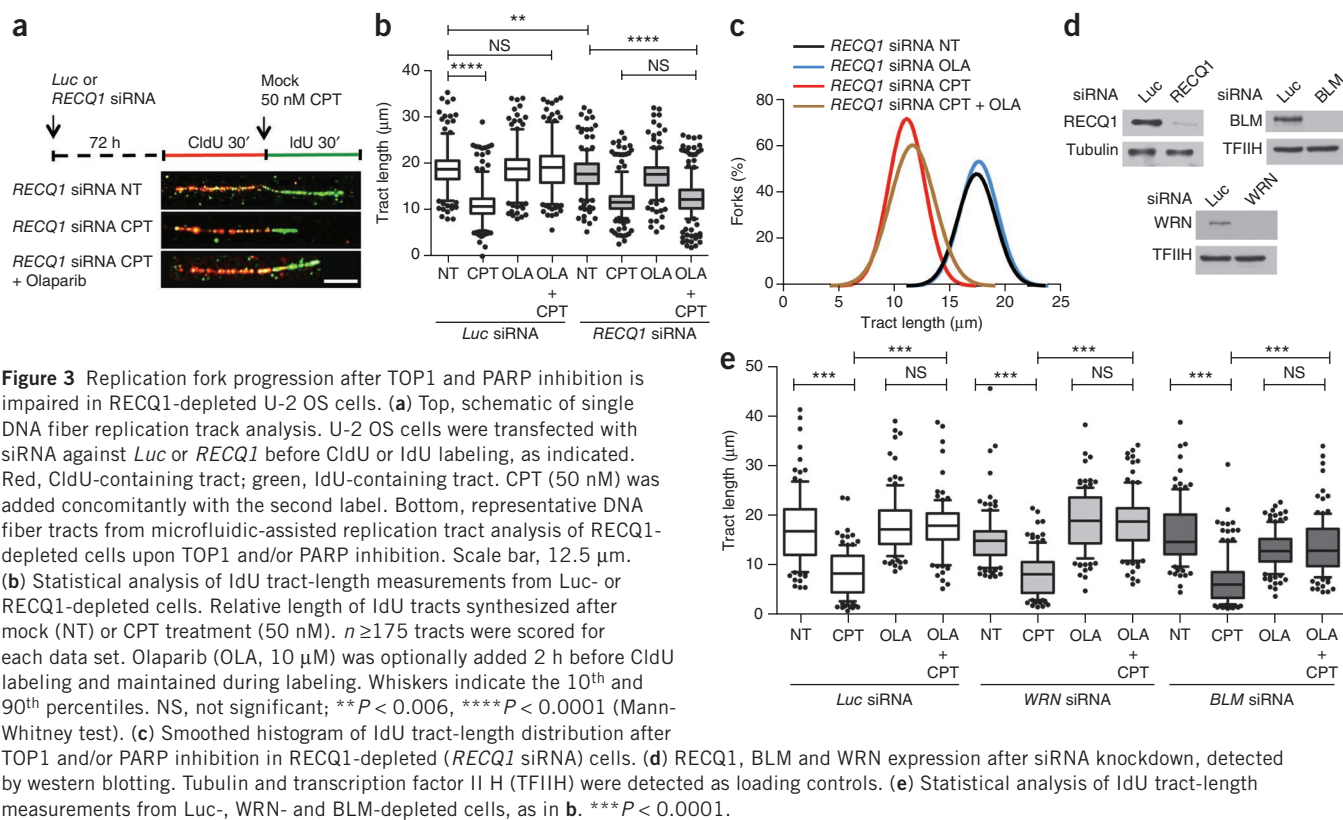 a
Luc or
RECQ1 siRNA
Mock
50 nM CPT
72 h
CldU 30′
IdU 30′
RECQ1 siRNA NT
RECQ1 siRNA CPT
RECQ1 siRNA CPT
+ Olaparib
b
**
NS
****
****
NS
Tract length (μm)
40
30
20
10
0
NT
CPT
OLA
OLA
+
CPT
NT
CPT
OLA
OLA
+
CPT
Luc siRNA
RECQ1 siRNA
c
RECQ1 siRNA NT
RECQ1 siRNA OLA
RECQ1 siRNA CPT
RECQ1 siRNA CPT + OLA
Forks (%)
80
60
40
20
0
0 5 10 15 20 25
Tract length (μm)
d
siRNA Luc RECQ1
RECQ1
Tubulin
siRNA Luc BLM
BLM
TFIIH
siRNA Luc WRN
WRN
TFIIH
e
*** *** ***
*** NS *** NS *** NS
Tract length (μm)
50
40
30
20
10
0
NT
CPT
OLA
OLA
+
CPT
NT
CPT
OLA
OLA
+
CPT
NT
CPT
OLA
OLA
+
CPT
Luc siRNA
WRN siRNA
BLM siRNA
Figure 3 Replication fork progression after TOP1 and PARP inhibition is
impaired in RECQ1-depleted U-2 OS cells. (a) Top, schematic of single
DNA fiber replication track analysis. U-2 OS cells were transfected with
siRNA against Luc or RECQ1 before CldU or IdU labeling, as indicated.
Red, CldU-containing tract; green, IdU-containing tract. CPT (50 nM) was
added concomitantly with the second label. Bottom, representative DNA
fiber tracts from microfluidic-assisted replication tract analysis of RECQ1-
depleted cells upon TOP1 and/or PARP inhibition. Scale bar, 12.5 μm.
(b) Statistical analysis of IdU tract-length measurements from Luc- or
RECQ1-depleted cells. Relative length of IdU tracts synthesized after
mock (NT) or CPT treatment (50 nM). n ≥175 tracts were scored for
each data set. Olaparib (OLA, 10 μM) was optionally added 2 h before CldU
labeling and maintained during labeling. Whiskers indicate the 10th and
90th percentiles. NS, not significant; **P < 0.006, ****P < 0.0001 (Mann-
Whitney test). (c) Smoothed histogram of IdU tract-length distribution after
TOP1 and/or PARP inhibition in RECQ1-depleted (RECQ1 siRNA) cells. (d) RECQ1, BLM and WRN expression after siRNA knockdown, detected
by western blotting. Tubulin and transcription factor II H (TFIIH) were detected as loading controls. (e) Statistical analysis of IdU tract-length
measurements from Luc-, WRN- and BLM-depleted cells, as in b. ***P < 0.0001.